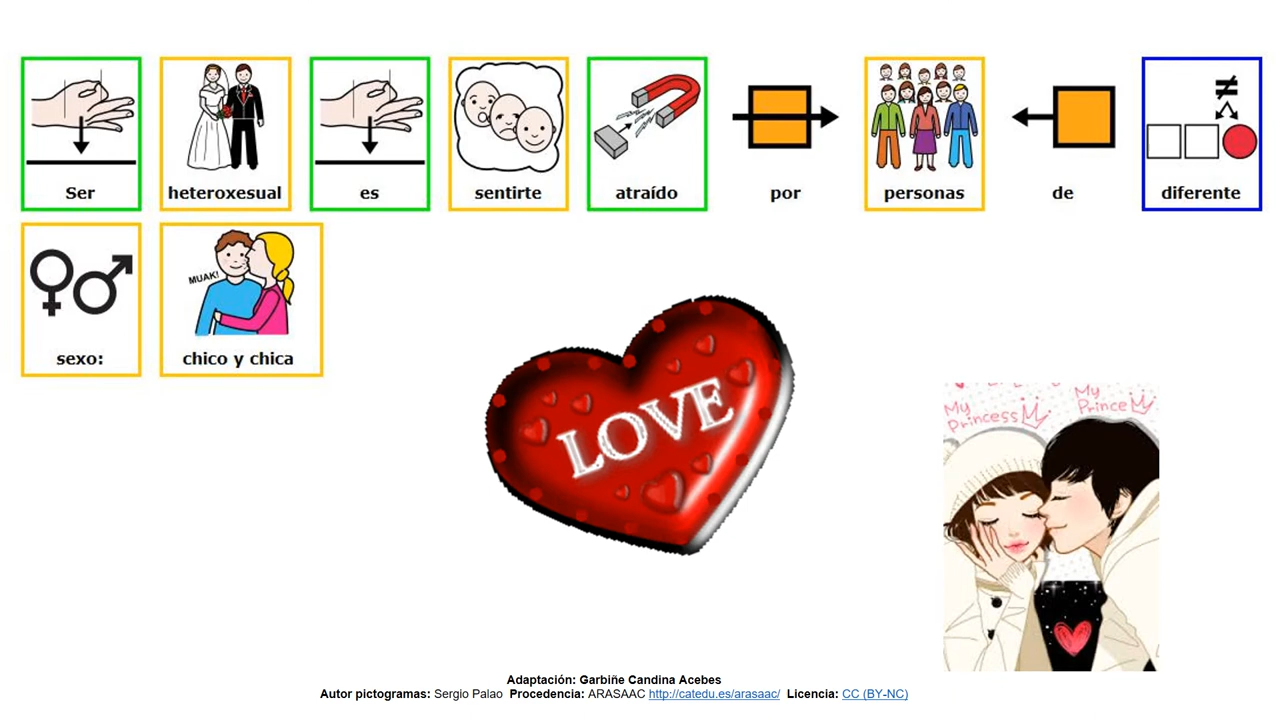 Ser heteroxesual es sentirte atraído por personas de diferente
MUAK!
sexo: chico y chica
LOVE
My Princess
My Prince
Adaptación: Garbiñe Candina Acebes
Autor pictogramas: Sergio Palao Procedencia: ARASAAC http://catedu.es/arasaac/ Licencia: CC (BY-NC)